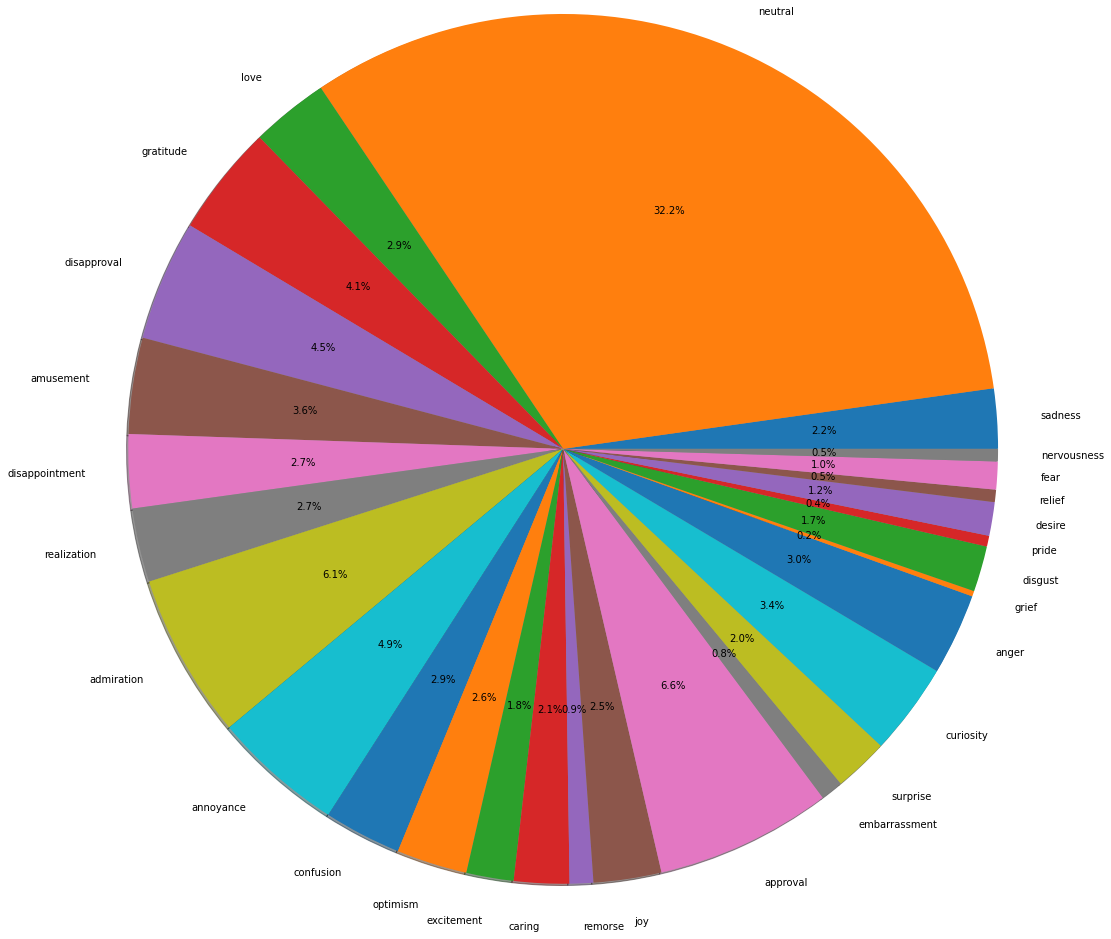 neutral
love
gratitude
disapproval
amusement
disappointment
realization
admiration
annoyance
confusion
optimism
excitement
caring
remorse
joy
approval
embarrassment
surprise
curiosity
anger
grief
disgust
pride
desire
relief
fear
nervousness
sadness
32.2%
2.9%
4.1%
4.5%
3.6%
2.7%
2.7%
6.1%
4.9%
2.9%
2.6%
1.8%
2.1%
0.9%
2.5%
6.6%
0.8%
2.0%
3.4%
3.0%
0.2%
1.7%
0.4%
1.2%
0.5%
1.0%
0.5%
2.2%